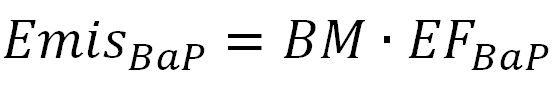 Emis_BaP = BM · EF_BaP